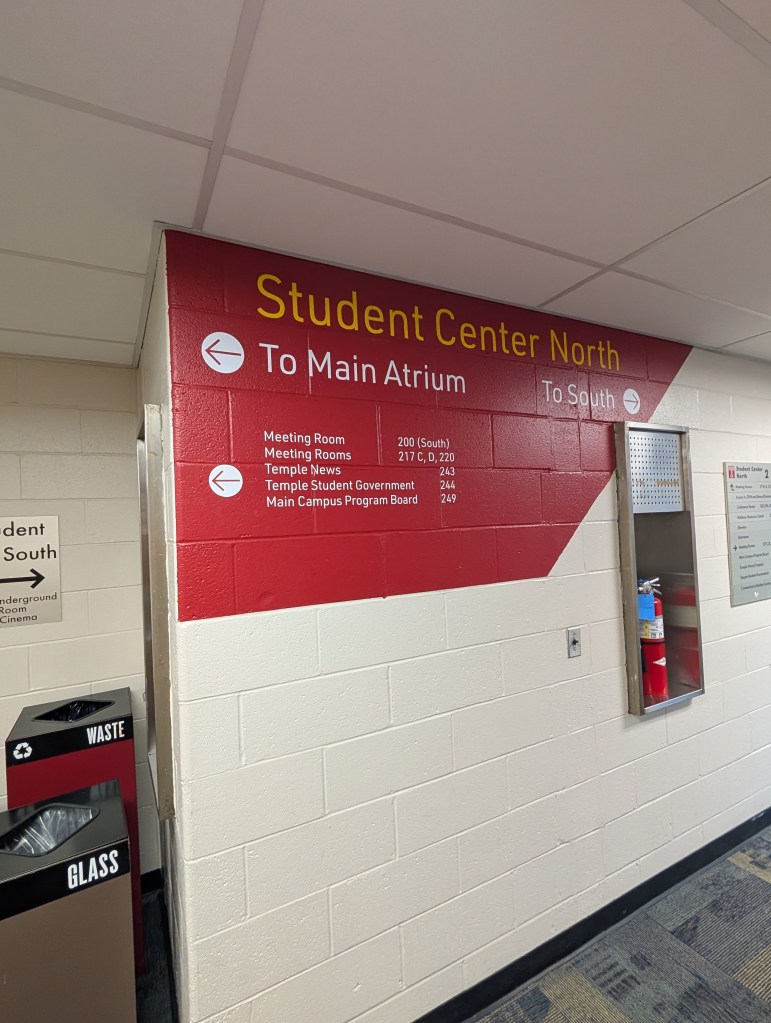 Student Center North
To Main Atrium
To South
Meeting Room 200 (South)
Meeting Rooms 217 C, D, 220
Temple News 243
Temple Student Government 244
Main Campus Program Board 249
udent
South
nderground
Room
Cinema
WASTE
GLASS
Student Center 2
North